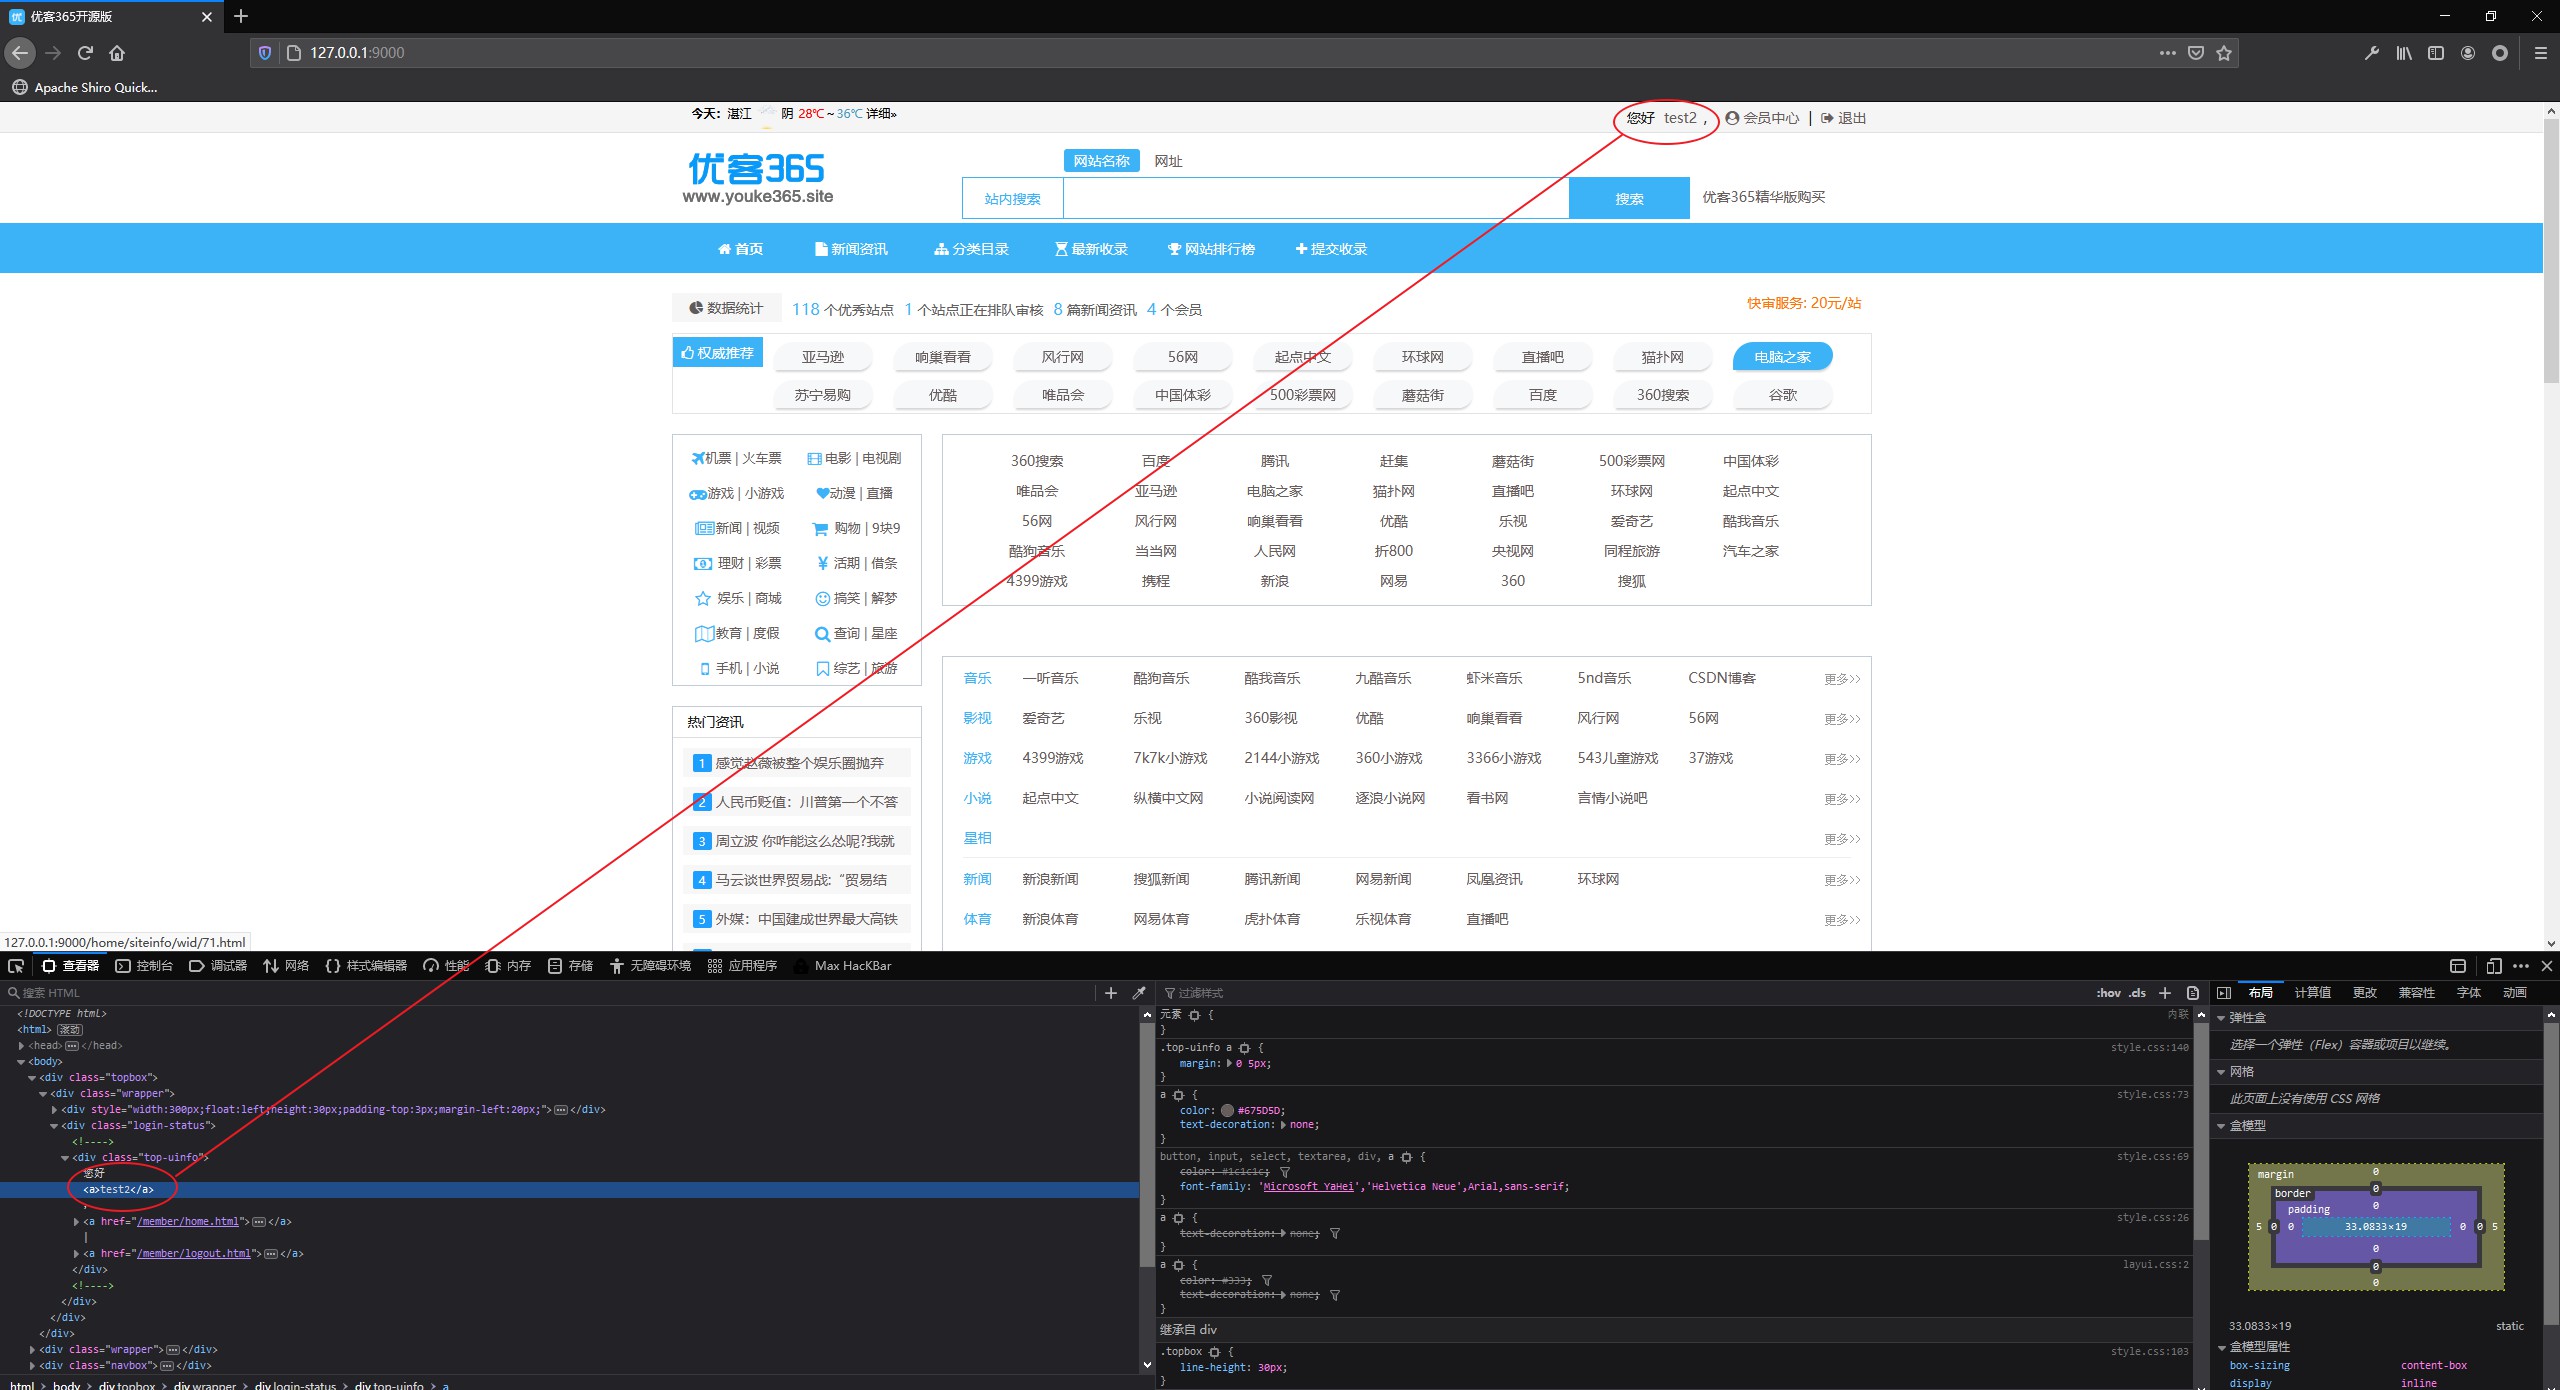 优客365开源版
127.0.0.1:9000
Apache Shiro Quick...
今天：湛江 阴 28℃ ~ 36℃ 详细»
您好 test2 ， 会员中心 | 退出
优客365
www.youke365.site
网站名称 网址
站内搜索 搜索 优客365精华版购买
首页 新闻资讯 分类目录 最新收录 网站排行榜 提交收录
数据统计 118 个优秀站点 1 个站点正在排队审核 8 篇新闻资讯 4 个会员 快审服务: 20元/站
权威推荐 亚马逊 响巢看看 风行网 56网 起点中文 环球网 直播吧 猫扑网 电脑之家
苏宁易购 优酷 唯品会 中国体彩 500彩票网 蘑菇街 百度 360搜索 谷歌
机票 | 火车票 电影 | 电视剧
游戏 | 小游戏 动漫 | 直播
新闻 | 视频 购物 | 9块9
理财 | 彩票 活期 | 借条
娱乐 | 商城 搞笑 | 解梦
教育 | 度假 查询 | 星座
手机 | 小说 综艺 | 旅游
360搜索 百度 腾讯 赶集 蘑菇街 500彩票网 中国体彩
唯品会 亚马逊 电脑之家 猫扑网 直播吧 环球网 起点中文
56网 风行网 响巢看看 优酷 乐视 爱奇艺 酷我音乐
酷狗音乐 当当网 人民网 折800 央视网 同程旅游 汽车之家
4399游戏 携程 新浪 网易 360 搜狐
热门资讯
1 感觉赵薇被整个娱乐圈抛弃
2 人民币贬值：川普第一个不答
3 周立波 你咋能这么怂呢?我就
4 马云谈世界贸易战:“贸易结
5 外媒：中国建成世界最大高铁
音乐 一听音乐 酷狗音乐 酷我音乐 九酷音乐 虾米音乐 5nd音乐 CSDN博客 更多>>
影视 爱奇艺 乐视 360影视 优酷 响巢看看 风行网 56网 更多>>
游戏 4399游戏 7k7k小游戏 2144小游戏 360小游戏 3366小游戏 543儿童游戏 37游戏 更多>>
小说 起点中文 纵横中文网 小说阅读网 逐浪小说网 看书网 言情小说吧 更多>>
星相 更多>>
新闻 新浪新闻 搜狐新闻 腾讯新闻 网易新闻 凤凰资讯 环球网 更多>>
体育 新浪体育 网易体育 虎扑体育 乐视体育 直播吧 更多>>
127.0.0.1:9000/home/siteinfo/wid/71.html
查看器 控制台 调试器 网络 {} 样式编辑器 性能 内存 存储 无障碍环境 应用程序 Max HacKBar
搜索 HTML
<!DOCTYPE html>
<html> 滚动
<head></head>
<body>
<div class="topbox">
<div class="wrapper">
<div style="width:300px;float:left;height:30px;padding-top:3px;margin-left:20px;"></div>
<div class="login-status">
<!---->
<div class="top-uinfo">
您好
<a>test2</a>
，
<a href="/member/home.html"></a>
|
<a href="/member/logout.html"></a>
</div>
<!---->
</div>
</div>
</div>
<div class="wrapper"></div>
<div class="navbox"></div>
html > body > div.topbox > div.wrapper > div.login-status > div.top-uinfo > a
过滤样式 :hov .cls +
元素 { 内联
}
.top-uinfo a { style.css:140
margin: 0 5px;
}
a { style.css:73
color: #675D5D;
text-decoration: none;
}
button, input, select, textarea, div, a { style.css:69
color: #1c1c1c;
font-family: 'Microsoft YaHei','Helvetica Neue',Arial,sans-serif;
}
a { style.css:26
text-decoration: none;
}
a { layui.css:2
color: #333;
text-decoration: none;
}
继承自 div
.topbox { style.css:103
line-height: 30px;
}
布局 计算值 更改 兼容性 字体 动画
弹性盒
选择一个弹性（Flex）容器或项目以继续。
网格
此页面上没有使用 CSS 网格
盒模型
margin 0
border 0
padding 0
5 0 0 33.0833×19 0 0 5
0
0
0
33.0833×19 static
盒模型属性
box-sizing content-box
display inline